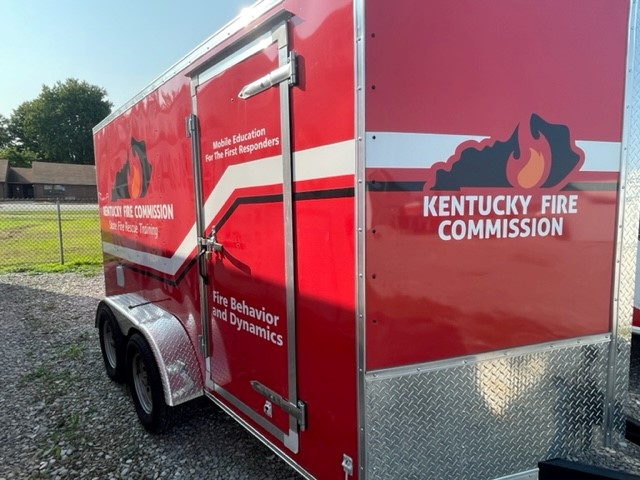 Mobile Education
For The First Responders
KENTUCKY FIRE COMMISSION
State Fire Rescue Training
Fire Behavior
and Dynamics
KENTUCKY FIRE
COMMISSION